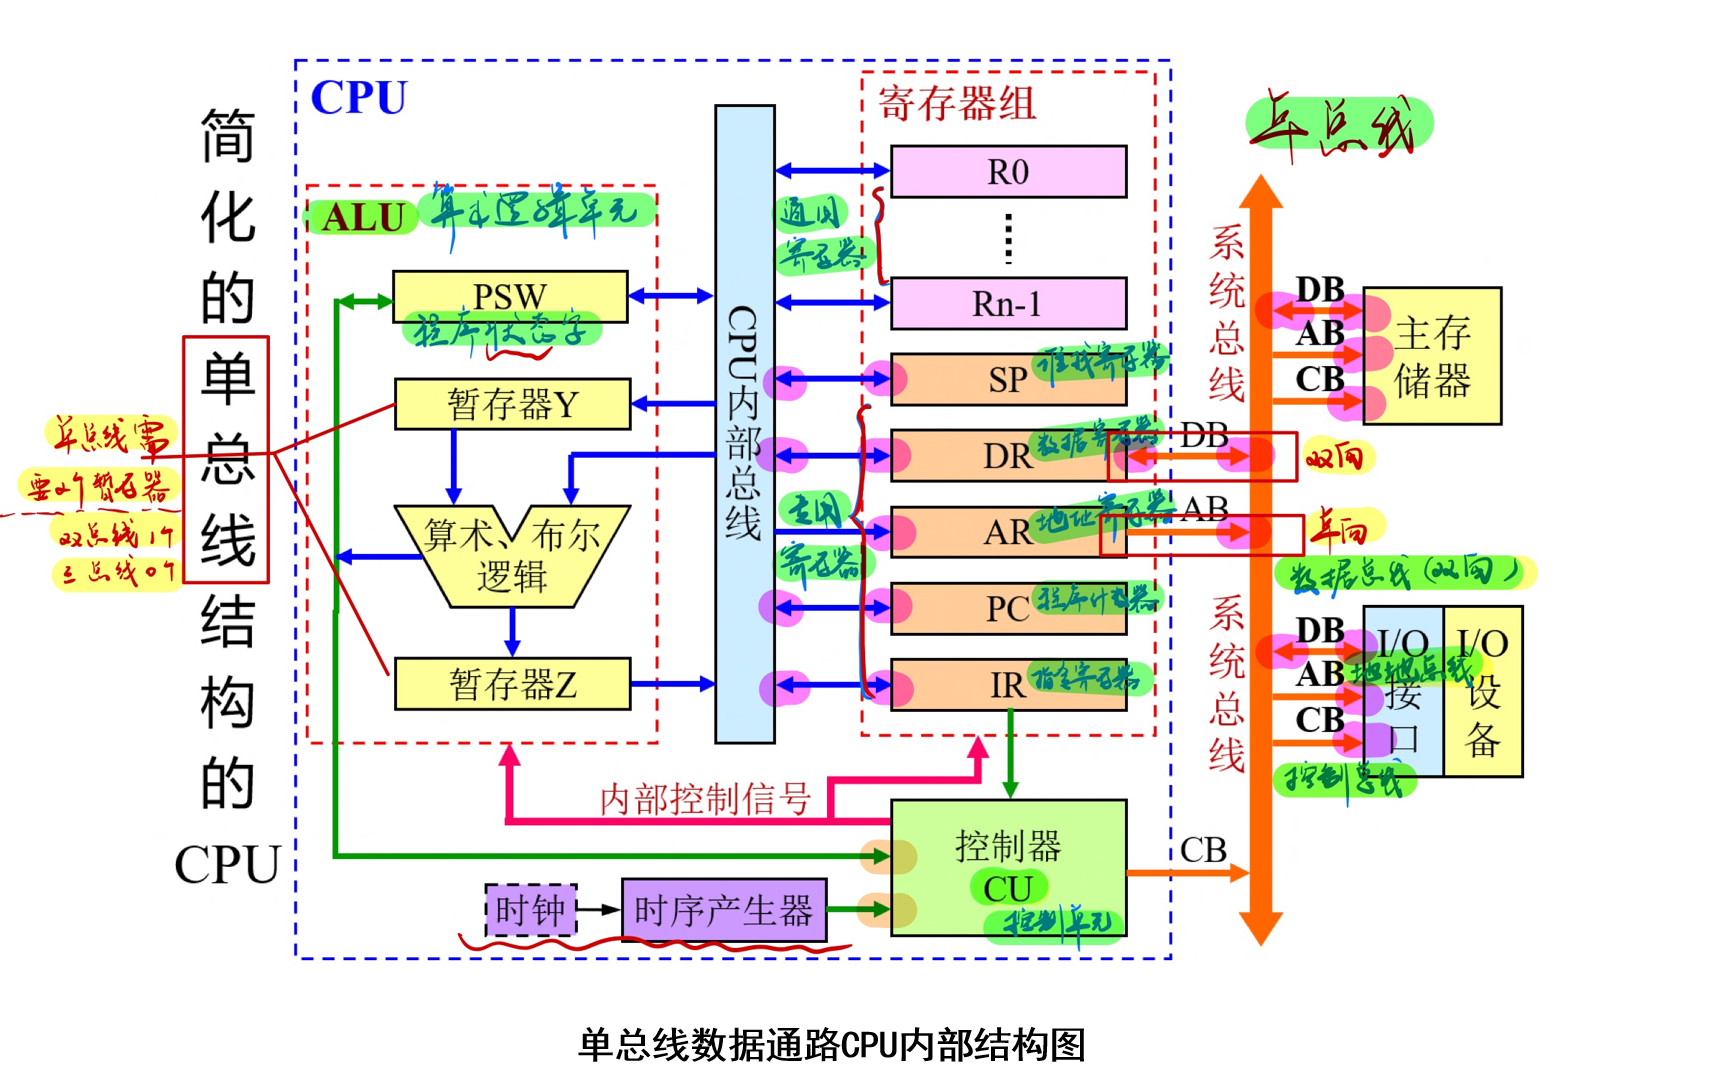 简化的单总线结构的CPU
CPU
寄存器组
单总线
R0
ALU
算术逻辑单元
通用
寄存器
系统总线
PSW
程序状态字
Rn-1
DB
AB
CB
主存
储器
CPU内部总线
SP
堆栈寄存器
暂存器Y
单总线需
要2个暂存器
双总线1个
三总线0个
DR
数据寄存器
DB
双向
专用
寄存器
AR
地址寄存器
AB
单向
算术、布尔
逻辑
数据总线(双向)
PC
程序计数器
系统总线
DB
AB
CB
I/O
接
口
I/O
设
备
地址总线
控制总线
暂存器Z
IR
指令寄存器
内部控制信号
控制器
CU
控制单元
CB
时钟
时序产生器
单总线数据通路CPU内部结构图